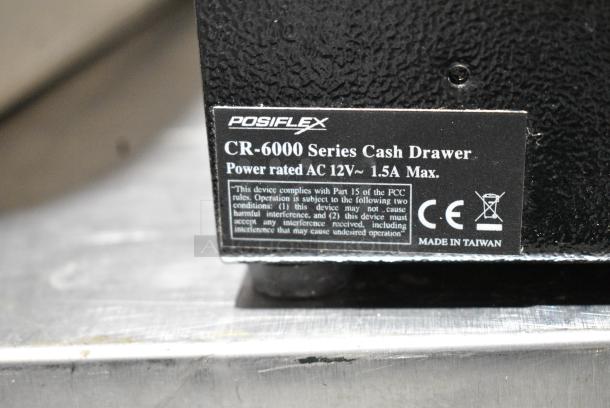 POSIFLEX
CR-6000 Series Cash Drawer
Power rated AC 12V~ 1.5A Max.
"This device complies with Part 15 of the FCC
rules. Operation is subject to the following two
conditions: (1) this device may not cause
harmful interference, and (2) this device must
accept any interference received, including
interference that may cause undesired operation"
CE
MADE IN TAIWAN